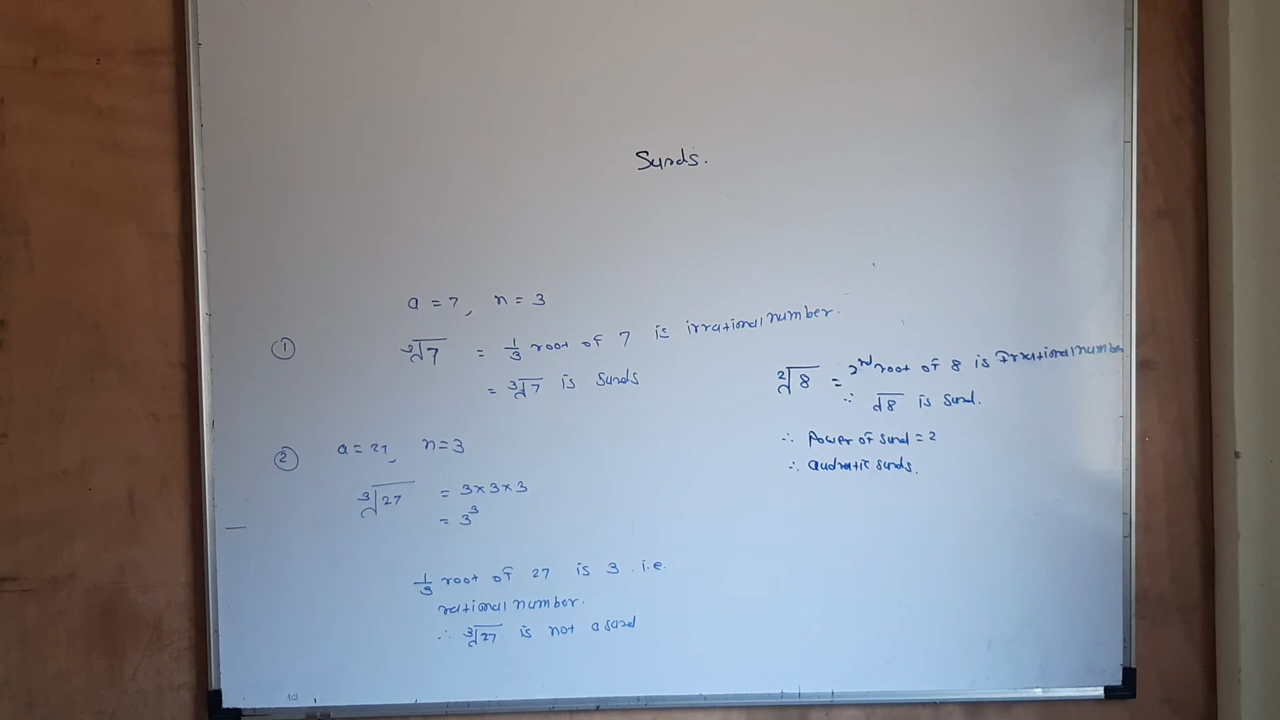 Surds.
a = 7, n = 3
① ∛7 = 1/3 root of 7 is irrational number.
= ∛7 is surds
② a = 27, n = 3
∛27 = 3×3×3
= 3³
1/3 root of 27 is 3 i.e.
rational number.
∴ ∛27 is not a surd
²√8 = 2nd root of 8 is Irrational numbe
∴ √8 is surd.
∴ Power of surd = 2
∴ Quadratic surds.